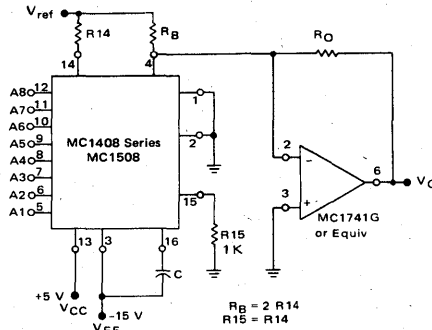 Vref
R14
RB
RO
14
4
A8 12
A7 11
A6 10
A5 9
A4 8
A3 7
A2 6
A1 5
MC1408 Series
MC1508
1
2
15
2
-
3
+
6
VO
MC1741G
or Equiv
R15
1 K
13
3
16
C
+5 V
VCC
-15 V
VEE
RB = 2 R14
R15 = R14